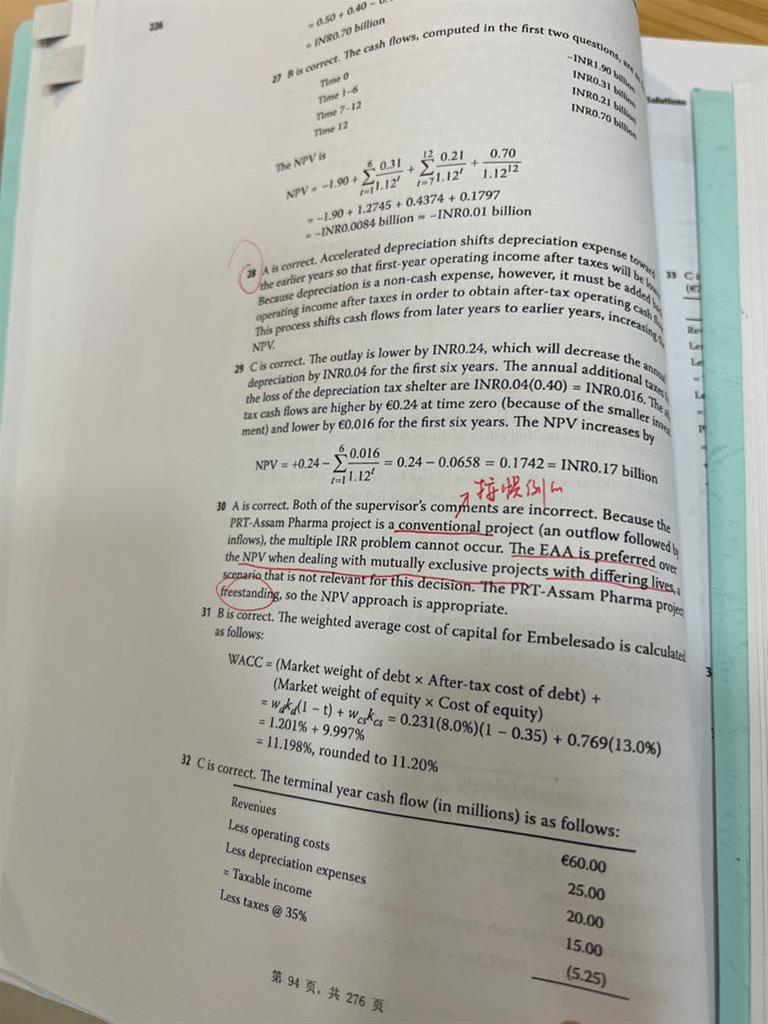 226
= 0.50 + 0.40 –
= INR0.70 billion
27 B is correct. The cash flows, computed in the first two questions, are
Time 0 –INR1.90 billion
Time 1–6 INR0.31 billion
Time 7–12 INR0.21 billion
Time 12 INR0.70 billion
Solutions
The NPV is
NPV = –1.90 + ∑(t=1 to 6) 0.31/1.12^t + ∑(t=7 to 12) 0.21/1.12^t + 0.70/1.12^12
= –1.90 + 1.2745 + 0.4374 + 0.1797
= –INR0.0084 billion ≈ –INR0.01 billion
28 A is correct. Accelerated depreciation shifts depreciation expense toward
the earlier years so that first-year operating income after taxes will be
Because depreciation is a non-cash expense, however, it must be added
operating income after taxes in order to obtain after-tax operating cash
This process shifts cash flows from later years to earlier years, increasing
NPV.
29 C is correct. The outlay is lower by INR0.24, which will decrease the annual
depreciation by INR0.04 for the first six years. The annual additional taxes
the loss of the depreciation tax shelter are INR0.04(0.40) = INR0.016. The
tax cash flows are higher by €0.24 at time zero (because of the smaller
ment) and lower by €0.016 for the first six years. The NPV increases by
NPV = +0.24 – ∑(t=1 to 6) 0.016/1.12^t = 0.24 – 0.0658 = 0.1742 = INR0.17 billion
30 A is correct. Both of the supervisor's comments are incorrect. Because the
PRT-Assam Pharma project is a conventional project (an outflow followed by
inflows), the multiple IRR problem cannot occur. The EAA is preferred over
the NPV when dealing with mutually exclusive projects with differing lives, a
scenario that is not relevant for this decision. The PRT-Assam Pharma project
freestanding, so the NPV approach is appropriate.
31 B is correct. The weighted average cost of capital for Embelesado is calculated
as follows:
WACC = (Market weight of debt × After-tax cost of debt) +
(Market weight of equity × Cost of equity)
= w_d k_d(1 – t) + w_cs k_cs = 0.231(8.0%)(1 – 0.35) + 0.769(13.0%)
= 1.201% + 9.997%
= 11.198%, rounded to 11.20%
32 C is correct. The terminal year cash flow (in millions) is as follows:
Revenues €60.00
Less operating costs 25.00
Less depreciation expenses 20.00
= Taxable income 15.00
Less taxes @ 35% (5.25)
第 94 页，共 276 页
33